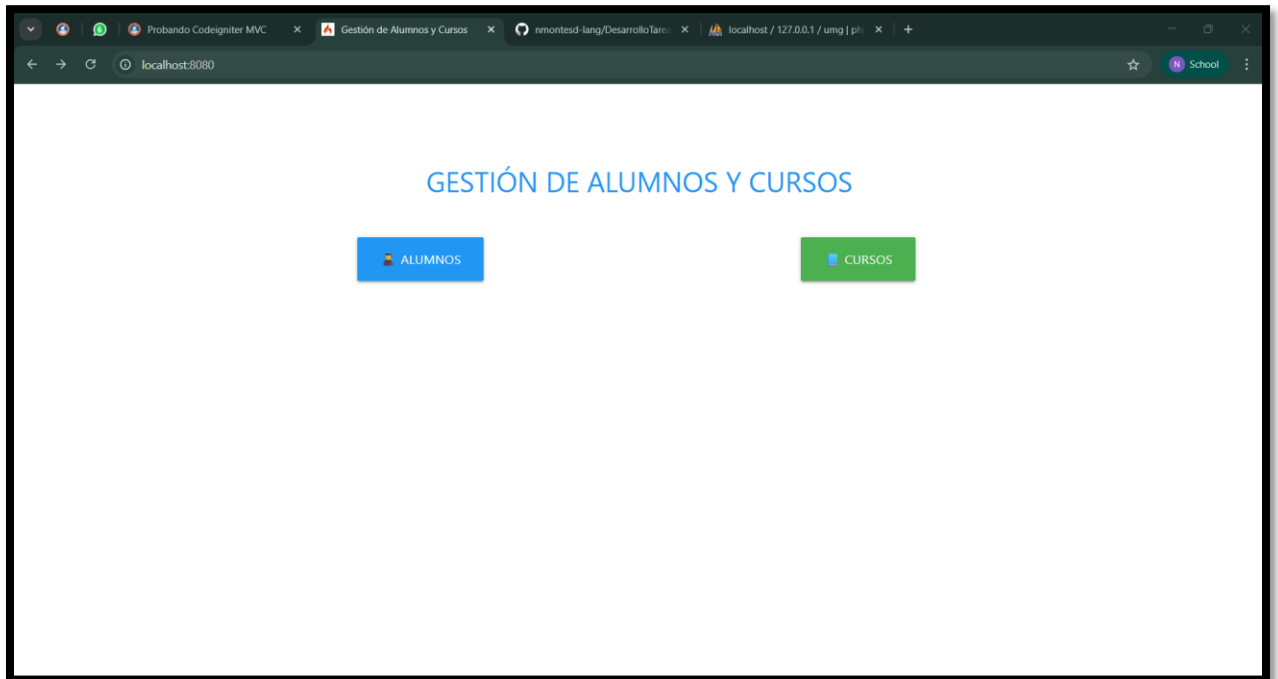 Probando Codeigniter MVC
Gestión de Alumnos y Cursos
nmontesd-lang/DesarrolloTarea
localhost / 127.0.0.1 / umg | ph
localhost:8080
N School
GESTIÓN DE ALUMNOS Y CURSOS
ALUMNOS
CURSOS